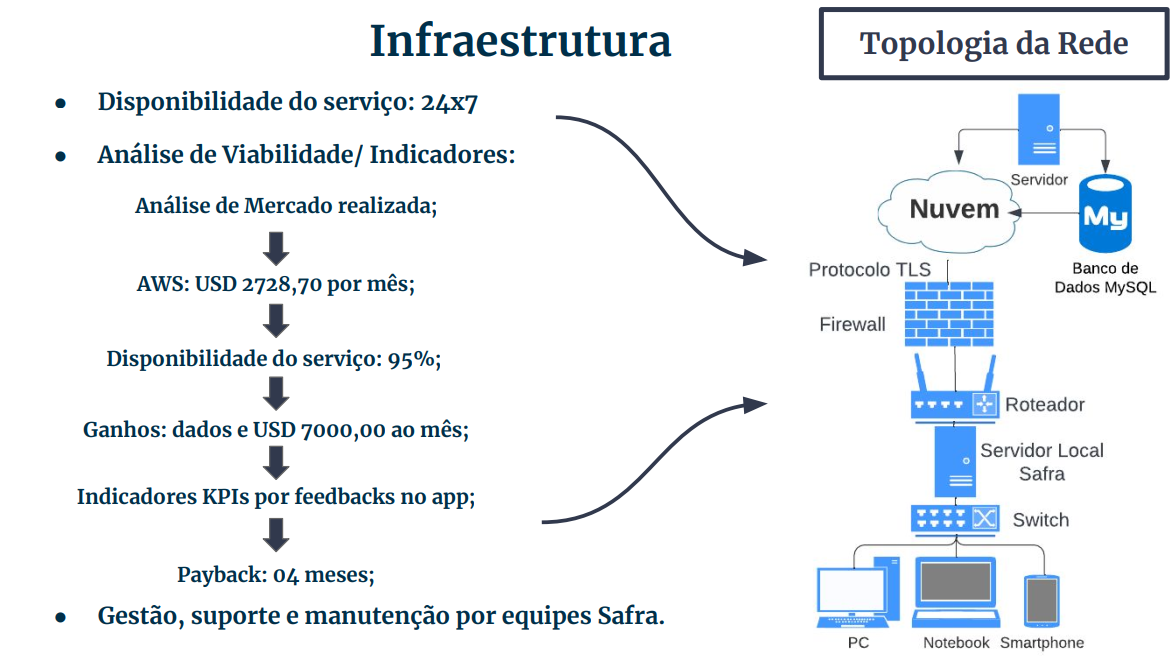 Infraestrutura
● Disponibilidade do serviço: 24x7
● Análise de Viabilidade/ Indicadores:
Análise de Mercado realizada;
AWS: USD 2728,70 por mês;
Disponibilidade do serviço: 95%;
Ganhos: dados e USD 7000,00 ao mês;
Indicadores KPIs por feedbacks no app;
Payback: 04 meses;
● Gestão, suporte e manutenção por equipes Safra.
Topologia da Rede
Servidor
Nuvem
My
Banco de
Dados MySQL
Protocolo TLS
Firewall
Roteador
Servidor Local
Safra
Switch
PC
Notebook
Smartphone